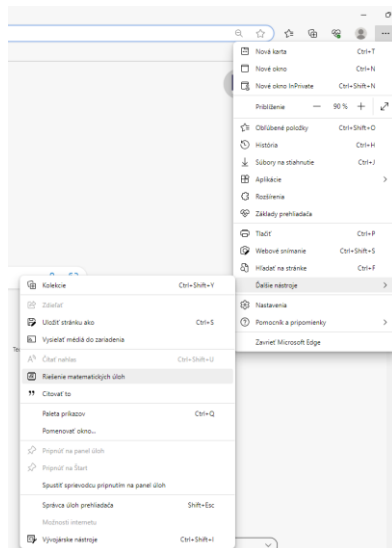 Nová karta Ctrl+T
Nové okno Ctrl+N
Nové okno InPrivate Ctrl+Shift+N
Priblíženie — 90 % +
Obľúbené položky Ctrl+Shift+O
História Ctrl+H
Súbory na stiahnutie Ctrl+J
Aplikácie
Rozšírenia
Základy prehliadača
Tlačiť Ctrl+P
Webové snímanie Ctrl+Shift+S
Hľadať na stránke Ctrl+F
Ďalšie nástroje
Nastavenia
Pomocník a pripomienky
Zavrieť Microsoft Edge
Kolekcie Ctrl+Shift+Y
Zdieľať
Uložiť stránku ako Ctrl+S
Vysielať médiá do zariadenia
Čítať nahlas Ctrl+Shift+U
Riešenie matematických úloh
Citovať to
Paleta príkazov Ctrl+Q
Pomenovať okno...
Pripnúť na panel úloh
Pripnúť na Štart
Spustiť sprievodcu pripnutím na panel úloh
Správca úloh prehliadača Shift+Esc
Možnosti internetu
Vývojárske nástroje Ctrl+Shift+I